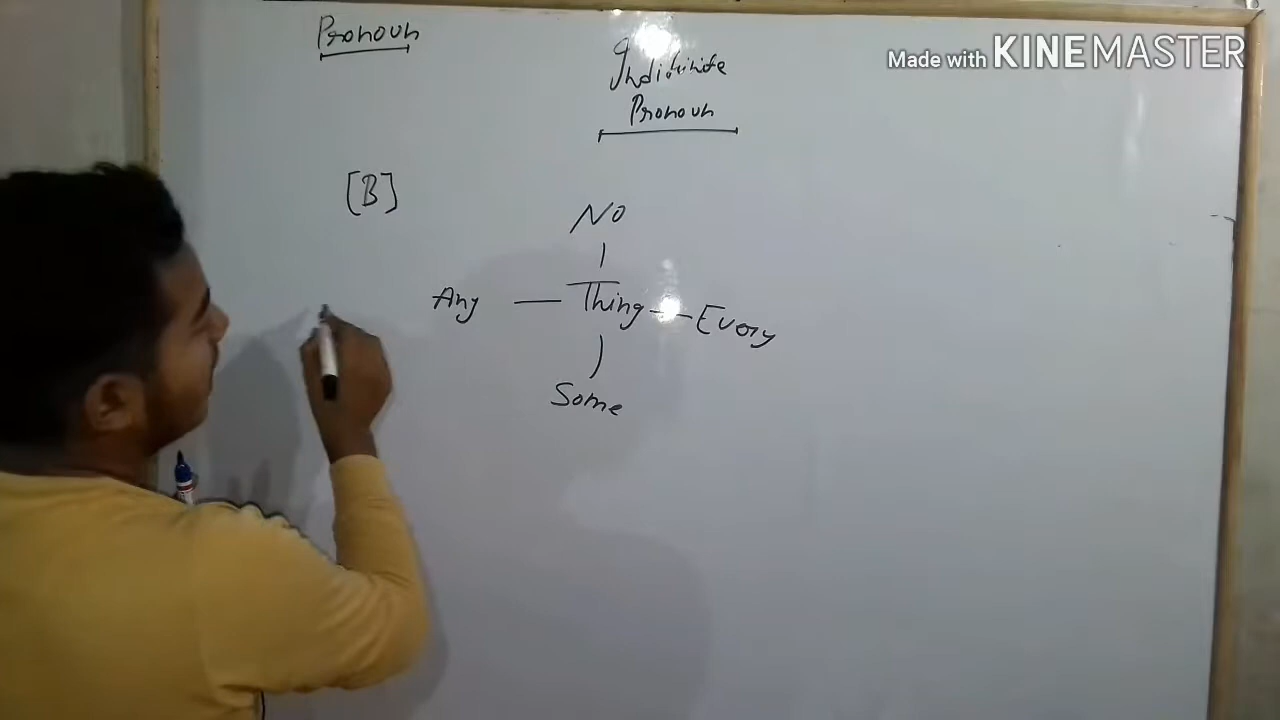 Pronoun
Made with KINEMASTER
Indifinite
Pronoun
[B]
No
Any — Thing — Every
Some